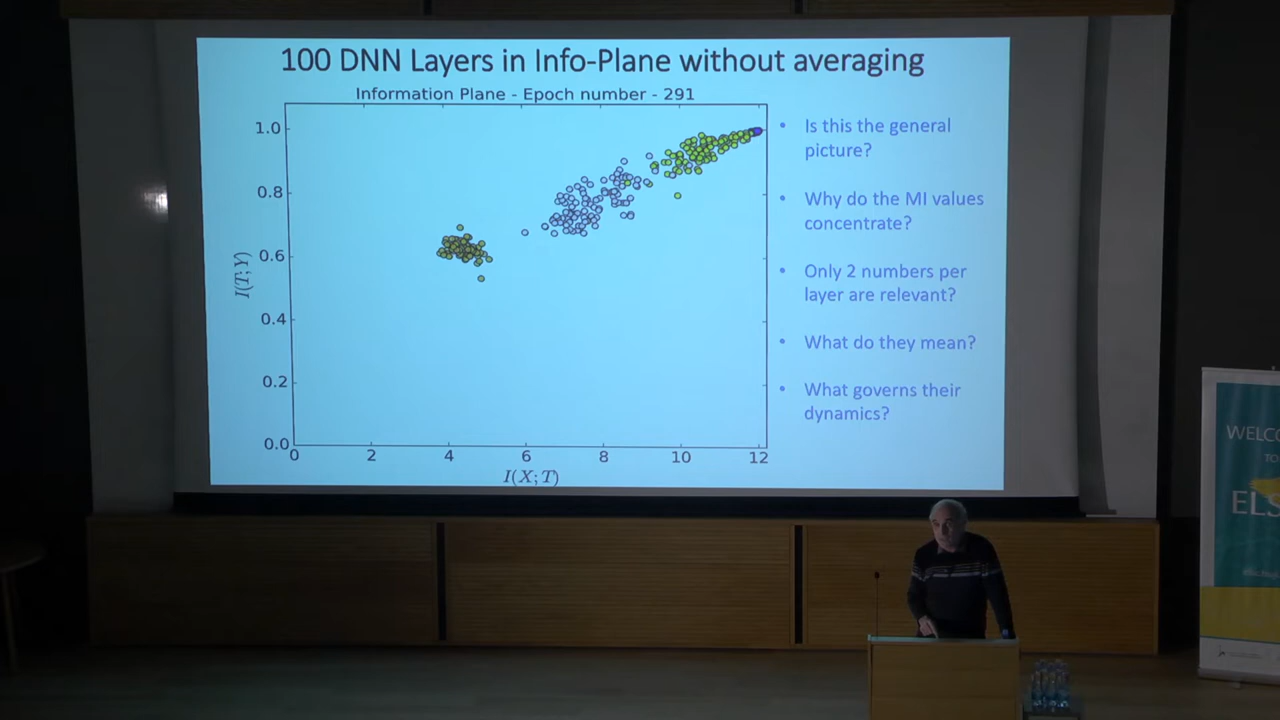 100 DNN Layers in Info-Plane without averaging
Information Plane - Epoch number - 291
1.0
0.8
0.6
0.4
0.2
0.0
I(T;Y)
0 2 4 6 8 10 12
I(X;T)
• Is this the general
picture?
• Why do the MI values
concentrate?
• Only 2 numbers per
layer are relevant?
• What do they mean?
• What governs their
dynamics?
WELC
TO
ELS